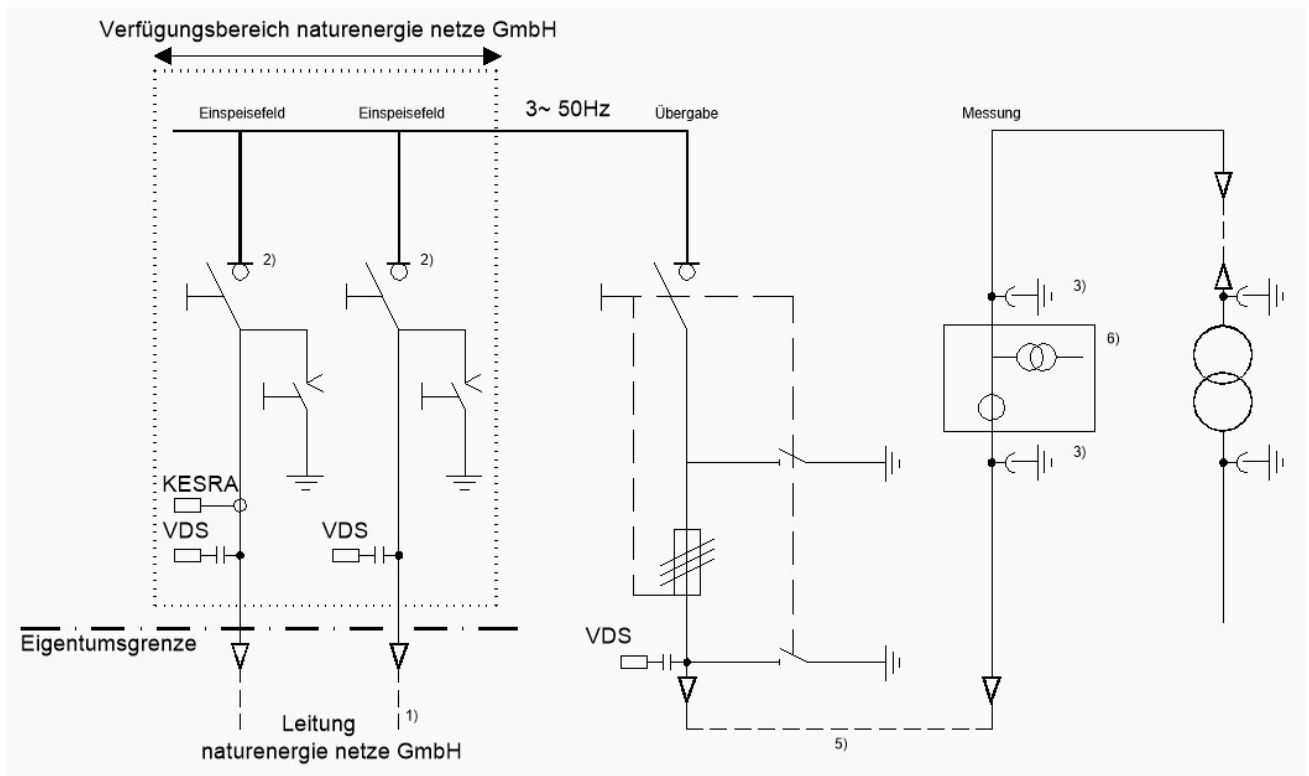 Verfügungsbereich naturenergie netze GmbH
Einspeisefeld
Einspeisefeld
3~ 50Hz
Übergabe
Messung
2)
2)
3)
6)
3)
KESRA
VDS
VDS
VDS
Eigentumsgrenze
1)
Leitung
naturenergie netze GmbH
5)